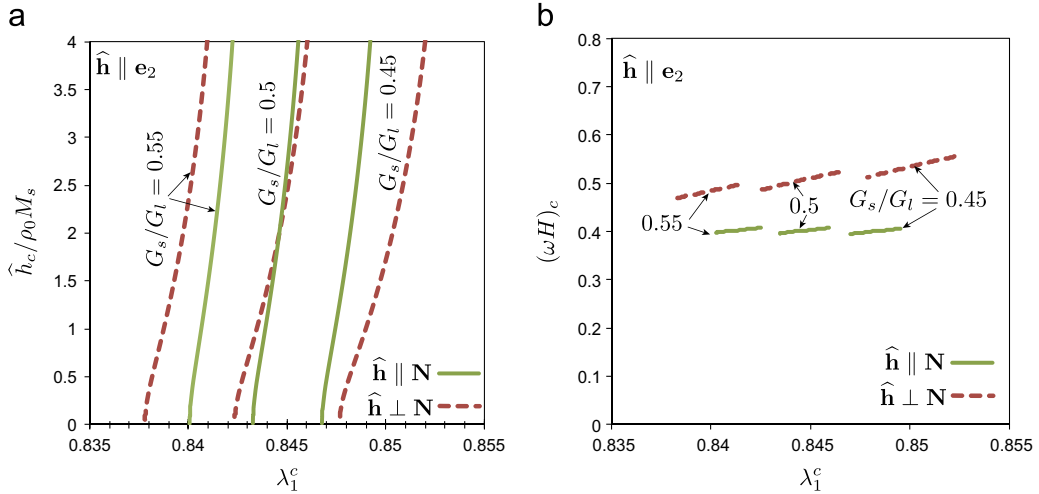 a
ĥ ∥ e₂
4
3.5
3
2.5
2
1.5
1
0.5
0
ĥ_c/ρ₀M_s
G_s/G_l = 0.55
G_s/G_l = 0.5
G_s/G_l = 0.45
ĥ ∥ N
ĥ ⊥ N
0.835 0.84 0.845 0.85 0.855
λ₁ᶜ
b
ĥ ∥ e₂
0.8
0.7
0.6
0.5
0.4
0.3
0.2
0.1
0
(ωH)_c
0.55
0.5
G_s/G_l = 0.45
ĥ ∥ N
ĥ ⊥ N
0.835 0.84 0.845 0.85 0.855
λ₁ᶜ